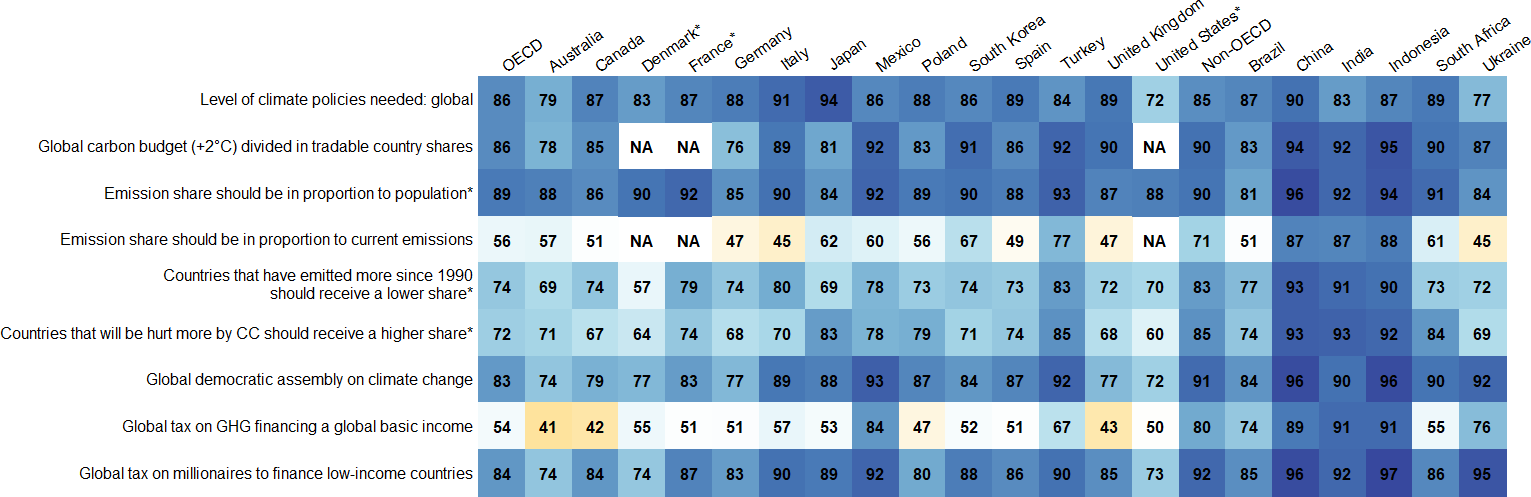 OECD Australia Canada Denmark* France* Germany Italy Japan Mexico Poland South Korea Spain Turkey United Kingdom United States* Non-OECD Brazil China India Indonesia South Africa Ukraine
Level of climate policies needed: global 86 79 87 83 87 88 91 94 86 88 86 89 84 89 72 85 87 90 83 87 89 77
Global carbon budget (+2°C) divided in tradable country shares 86 78 85 NA NA 76 89 81 92 83 91 86 92 90 NA 90 83 94 92 95 90 87
Emission share should be in proportion to population* 89 88 86 90 92 85 90 84 92 89 90 88 93 87 88 90 81 96 92 94 91 84
Emission share should be in proportion to current emissions 56 57 51 NA NA 47 45 62 60 56 67 49 77 47 NA 71 51 87 87 88 61 45
Countries that have emitted more since 1990
should receive a lower share* 74 69 74 57 79 74 80 69 78 73 74 73 83 72 70 83 77 93 91 90 73 72
Countries that will be hurt more by CC should receive a higher share* 72 71 67 64 74 68 70 83 78 79 71 74 85 68 60 85 74 93 93 92 84 69
Global democratic assembly on climate change 83 74 79 77 83 77 89 88 93 87 84 87 92 77 72 91 84 96 90 96 90 92
Global tax on GHG financing a global basic income 54 41 42 55 51 51 57 53 84 47 52 51 67 43 50 80 74 89 91 91 55 76
Global tax on millionaires to finance low-income countries 84 74 84 74 87 83 90 89 92 80 88 86 90 85 73 92 85 96 92 97 86 95